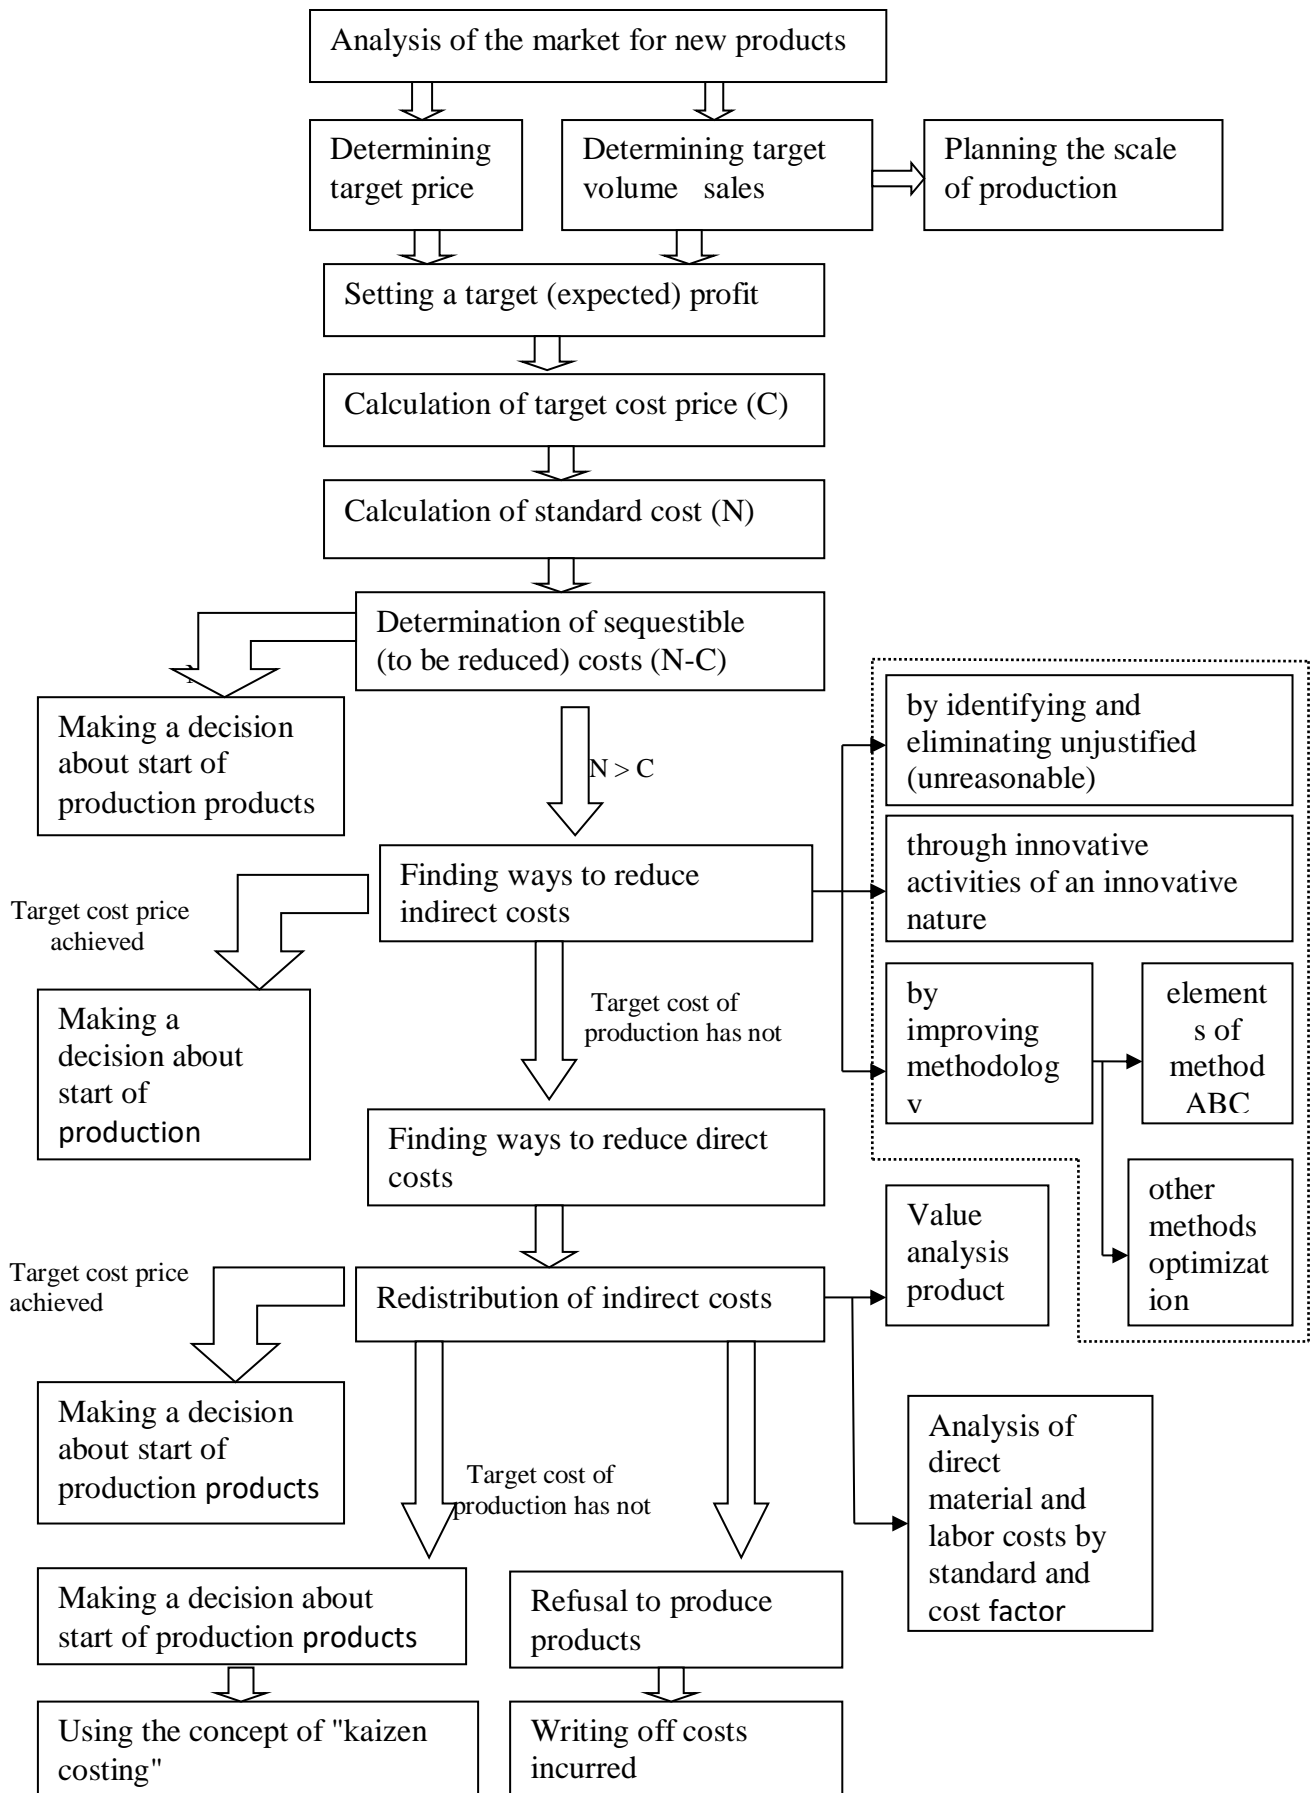 Analysis of the market for new products
Determining
target price
Determining target
volume sales
Planning the scale
of production
Setting a target (expected) profit
Calculation of target cost price (C)
Calculation of standard cost (N)
Determination of sequestible
(to be reduced) costs (N-C)
Making a decision
about start of
production products
N > C
by identifying and
eliminating unjustified
(unreasonable)
through innovative
activities of an innovative
nature
Finding ways to reduce
indirect costs
Target cost price
achieved
Making a
decision about
start of
production
Target cost of
production has not
by
improving
methodolog
element
s of
method
ABC
Finding ways to reduce direct
costs
other
methods
optimizat
ion
Value
analysis
product
Target cost price
achieved
Redistribution of indirect costs
Making a decision
about start of
production products
Target cost of
production has not
Analysis of
direct
material and
labor costs by
standard and
cost factor
Making a decision about
start of production products
Refusal to produce
products
Using the concept of "kaizen
costing"
Writing off costs
incurred